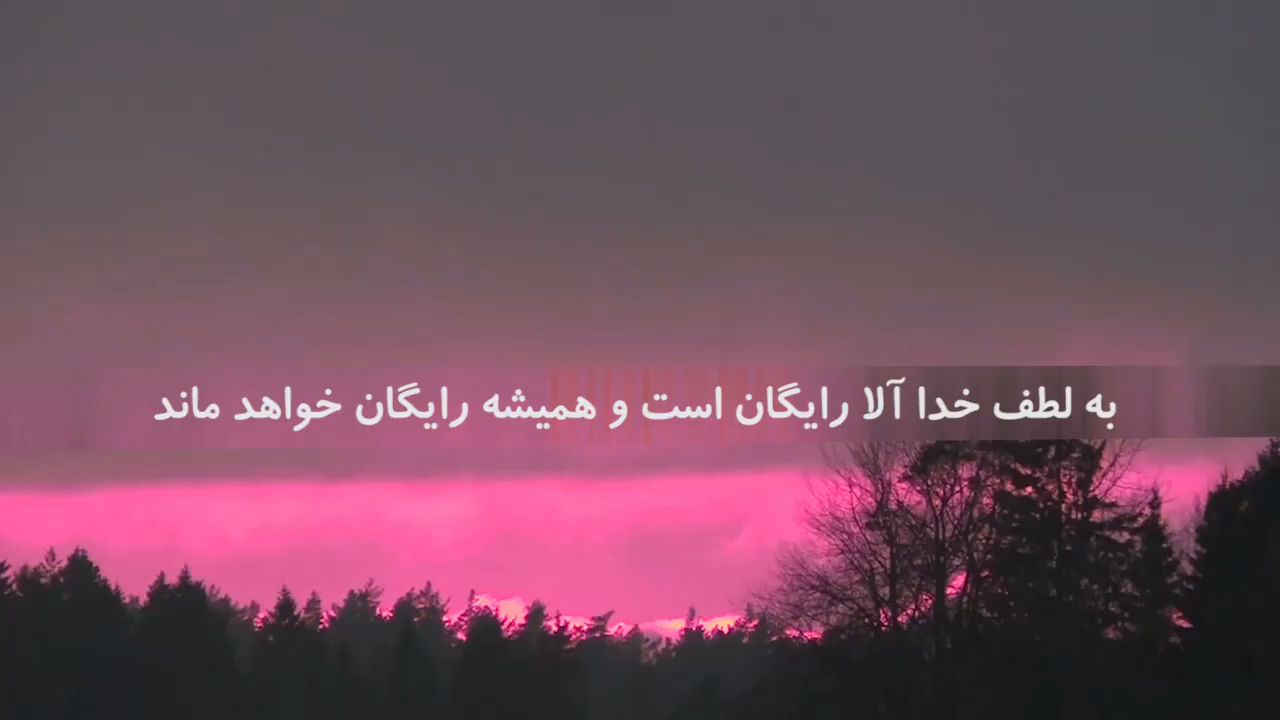 به لطف خدا آلا رایگان است و همیشه رایگان خواهد ماند